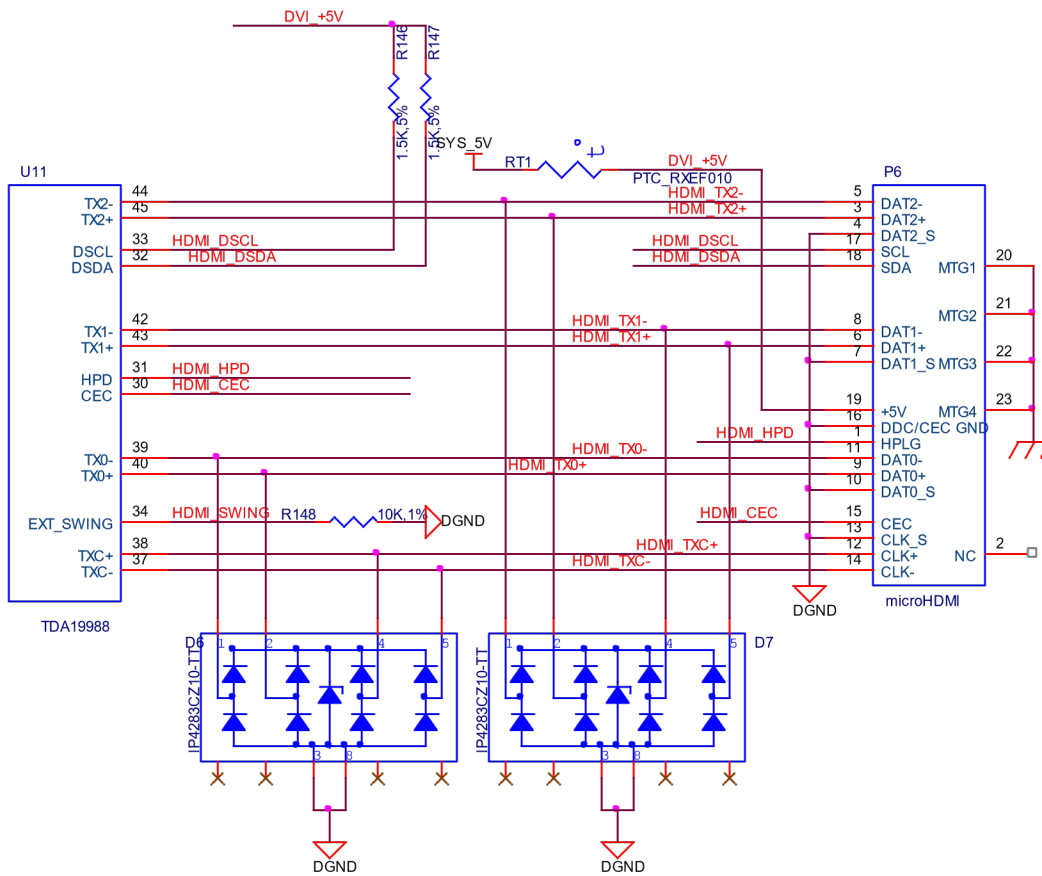 DVI_+5V
R146
R147
1.5K,5%
1.5K,5%
SYS_5V
RT1
PTC_RXEF010
DVI_+5V
U11
44
TX2-
45
TX2+
33
DSCL
32
DSDA
42
TX1-
43
TX1+
31
HPD
30
CEC
39
TX0-
40
TX0+
34
EXT_SWING
38
TXC+
37
TXC-
TDA19988
HDMI_DSCL
HDMI_DSDA
HDMI_HPD
HDMI_CEC
HDMI_SWING
R148
10K,1%
DGND
HDMI_TX2-
HDMI_TX2+
HDMI_DSCL
HDMI_DSDA
HDMI_TX1-
HDMI_TX1+
HDMI_HPD
HDMI_TX0-
HDMI_TX0+
HDMI_CEC
HDMI_TXC+
HDMI_TXC-
P6
5
DAT2-
3
DAT2+
4
DAT2_S
17
SCL
18
SDA
8
DAT1-
6
DAT1+
7
DAT1_S
19
+5V
16
DDC/CEC GND
1
HPLG
11
DAT0-
9
DAT0+
10
DAT0_S
15
CEC
13
CLK_S
12
CLK+
14
CLK-
MTG1
20
MTG2
21
MTG3
22
MTG4
23
NC
2
microHDMI
DGND
D6
1
2
4
5
IP4283CZ10-TT
3
8
DGND
D7
1
2
4
5
IP4283CZ10-TT
3
8
DGND
t